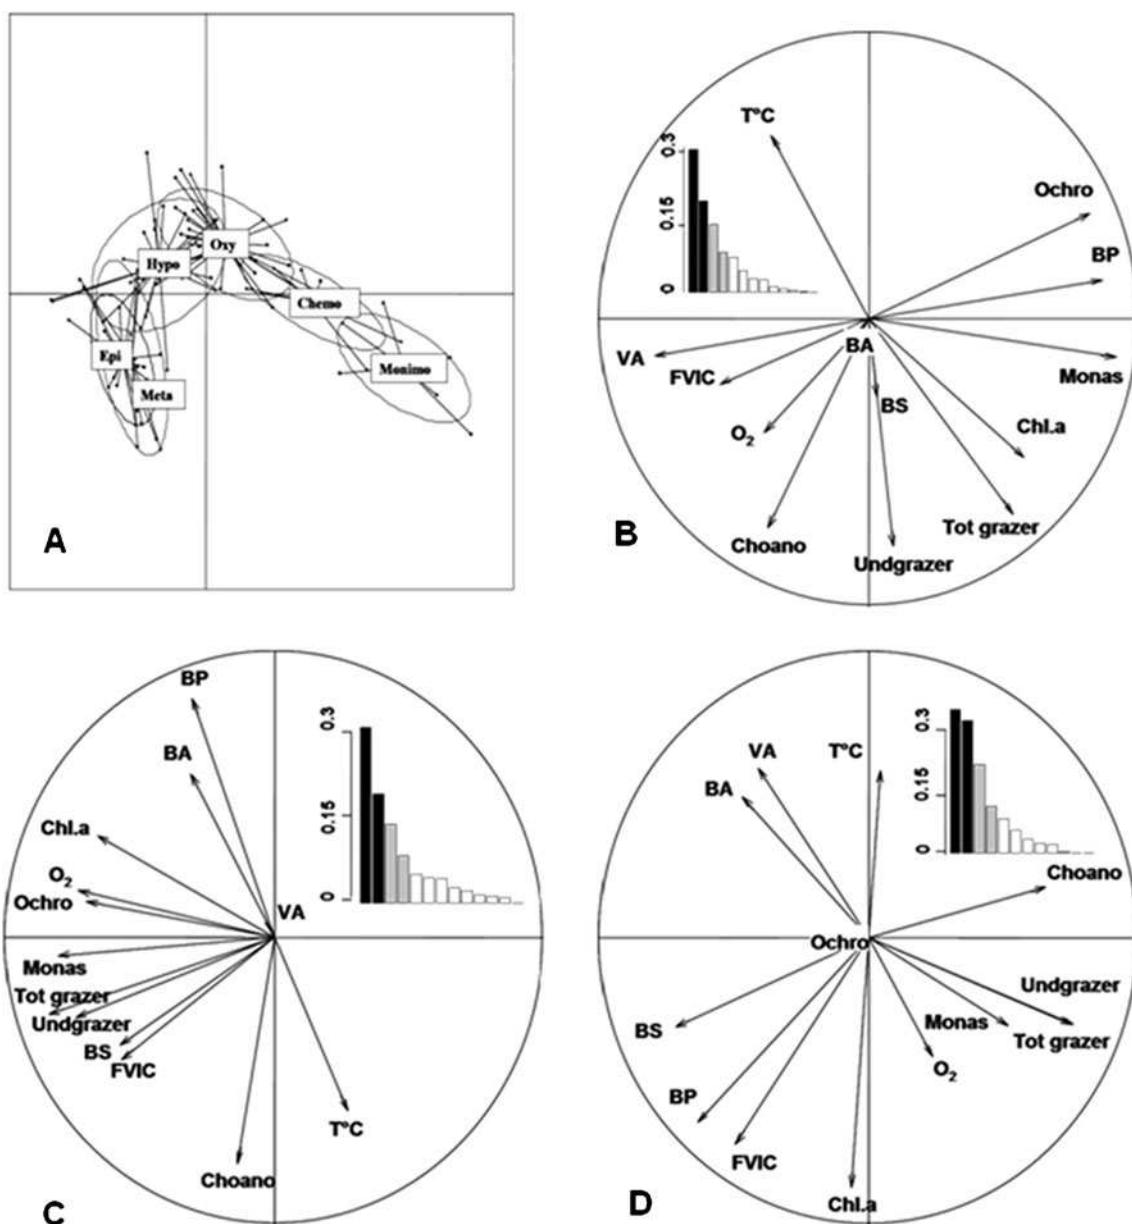 Oxy
Hypo
Chemo
Epi
Monimo
Meta
A
T°C
0.3
0.15
0
Ochro
BP
VA
FVIC
BA
Monas
BS
O₂
Chl.a
Choano
Tot grazer
Undgrazer
B
BP
BA
0.3
0.15
0
Chl.a
O₂
Ochro
VA
Monas
Tot grazer
Undgrazer
BS
FVIC
T°C
Choano
C
VA
T°C
BA
0.3
0.15
0
Choano
Ochro
Undgrazer
BS
Monas
Tot grazer
O₂
BP
FVIC
Chl.a
D